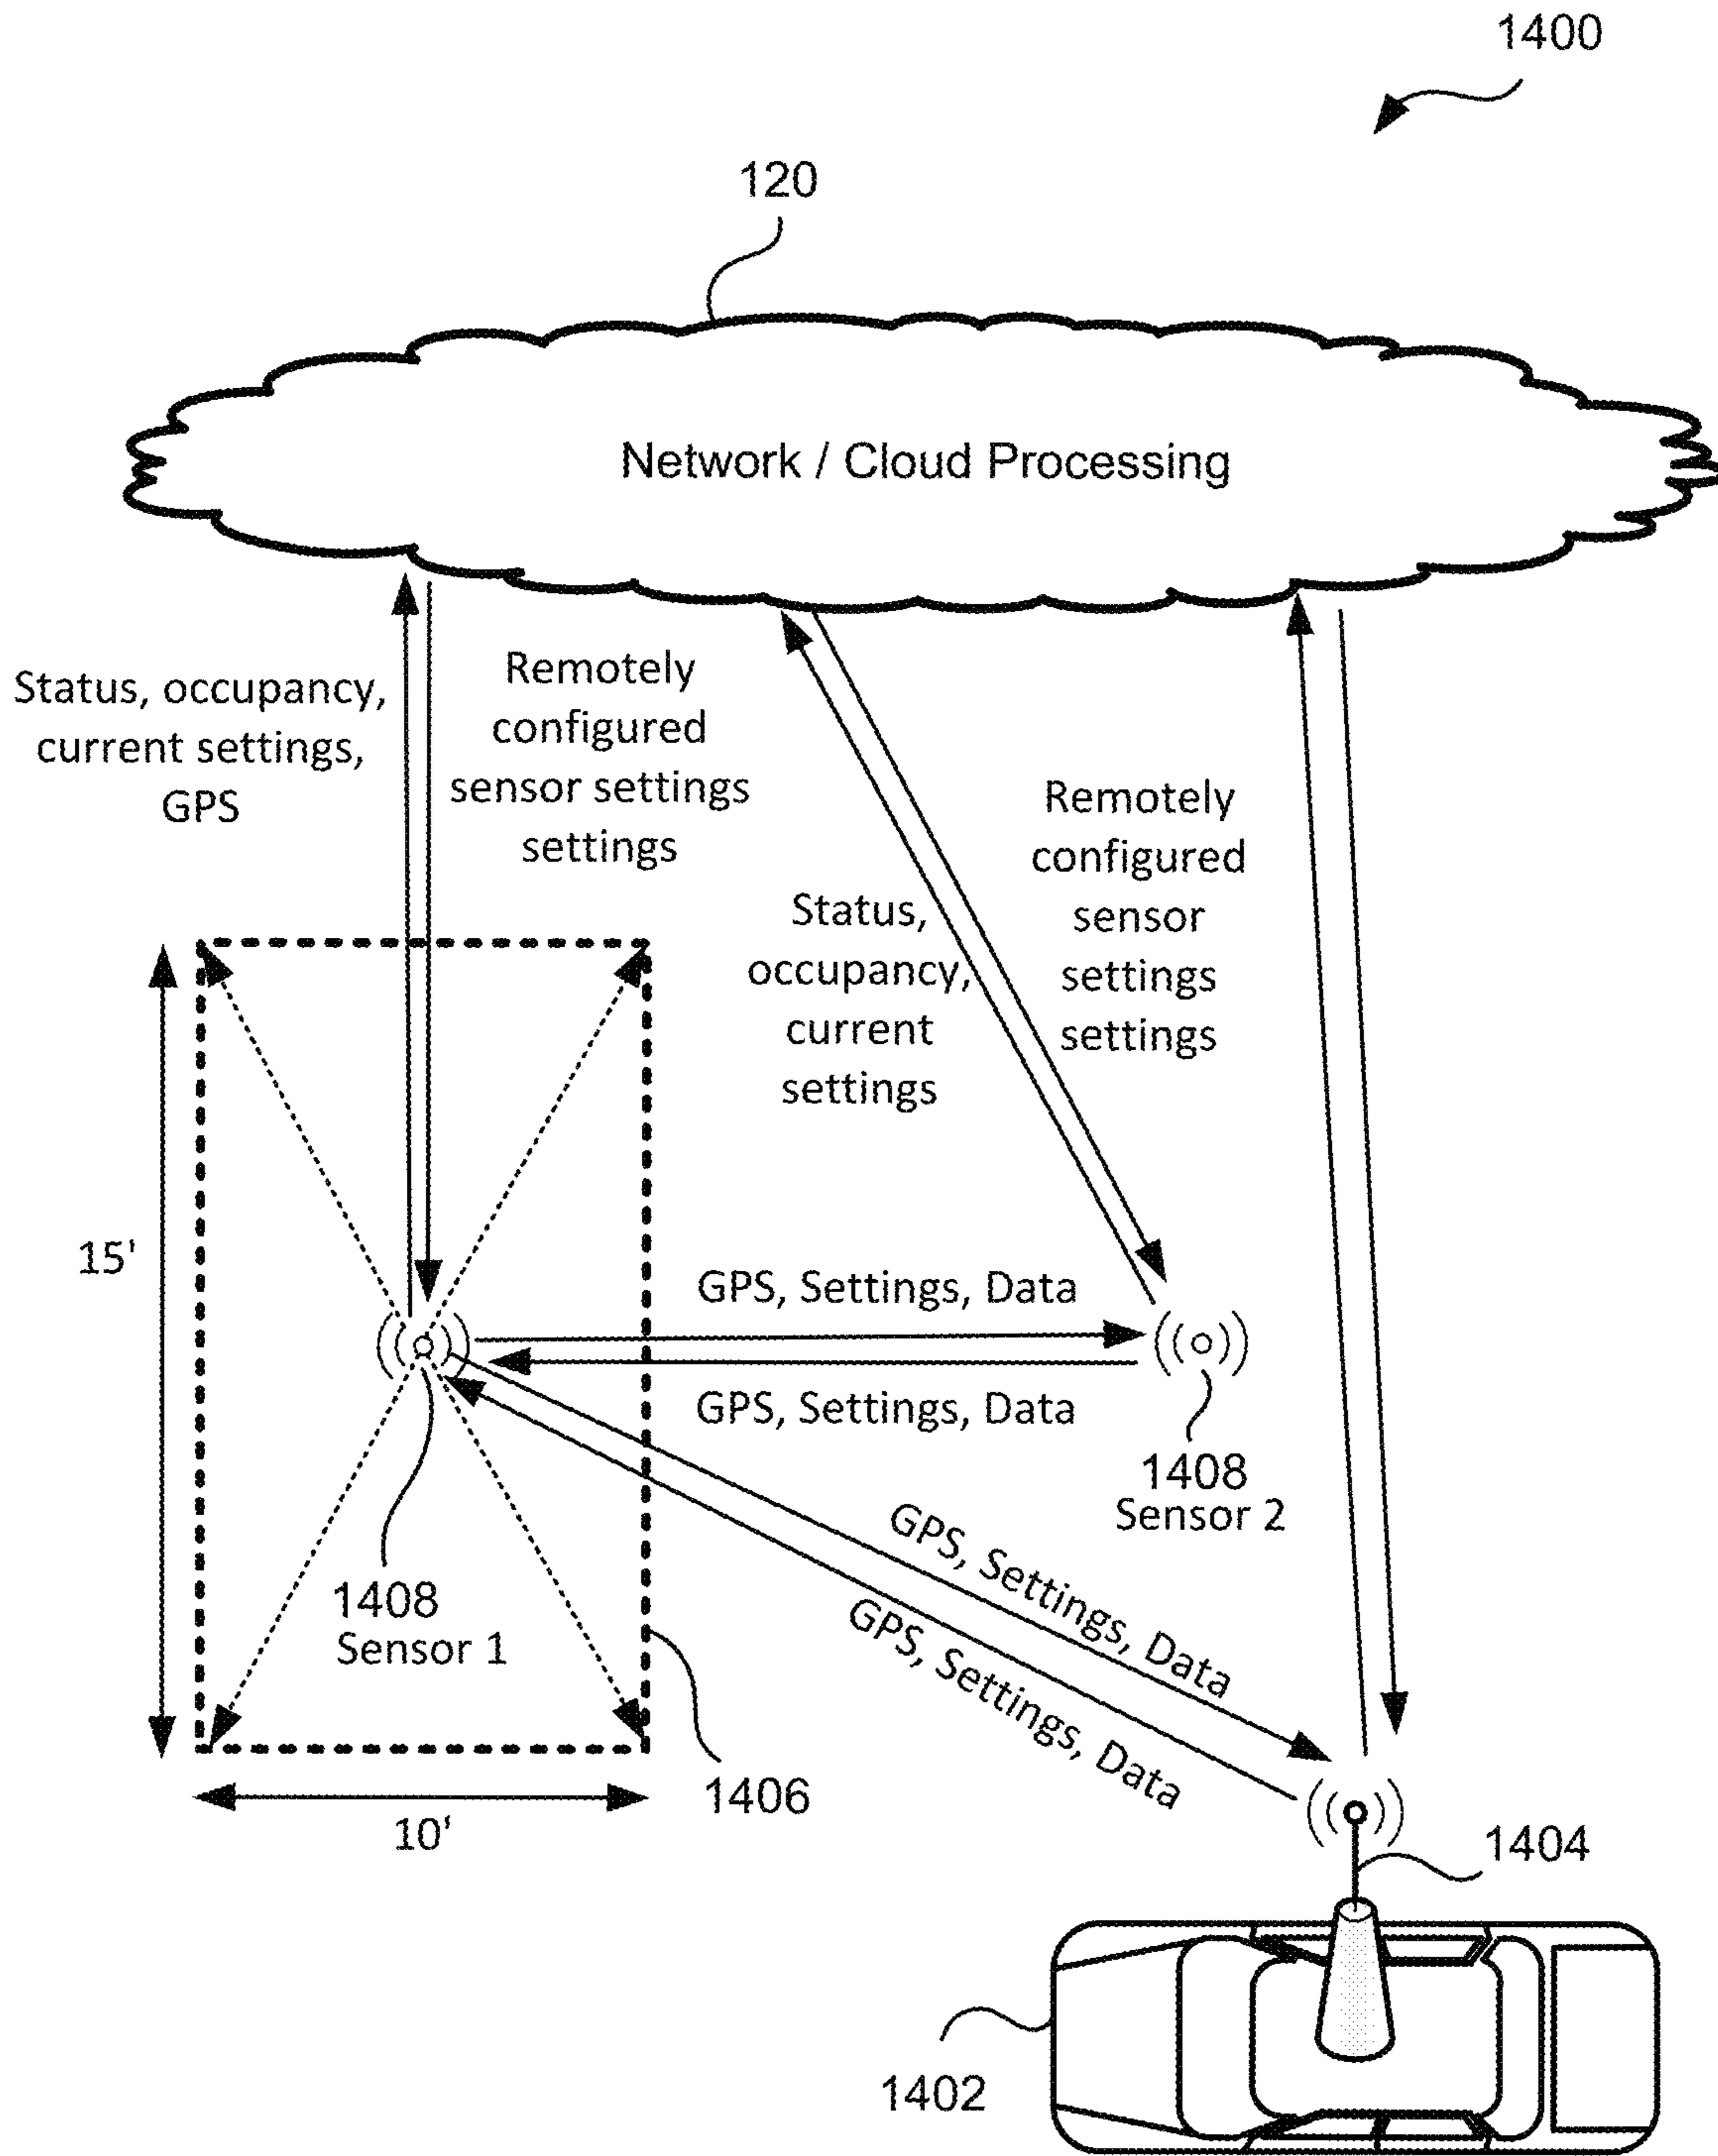 1400
120
Network / Cloud Processing
Status, occupancy,
current settings,
GPS
Remotely
configured
sensor settings
settings
Status,
occupancy,
current
settings
Remotely
configured
sensor
settings
settings
15'
GPS, Settings, Data
GPS, Settings, Data
1408
Sensor 2
1408
Sensor 1
GPS, Settings, Data
GPS, Settings, Data
1406
10'
1404
1402